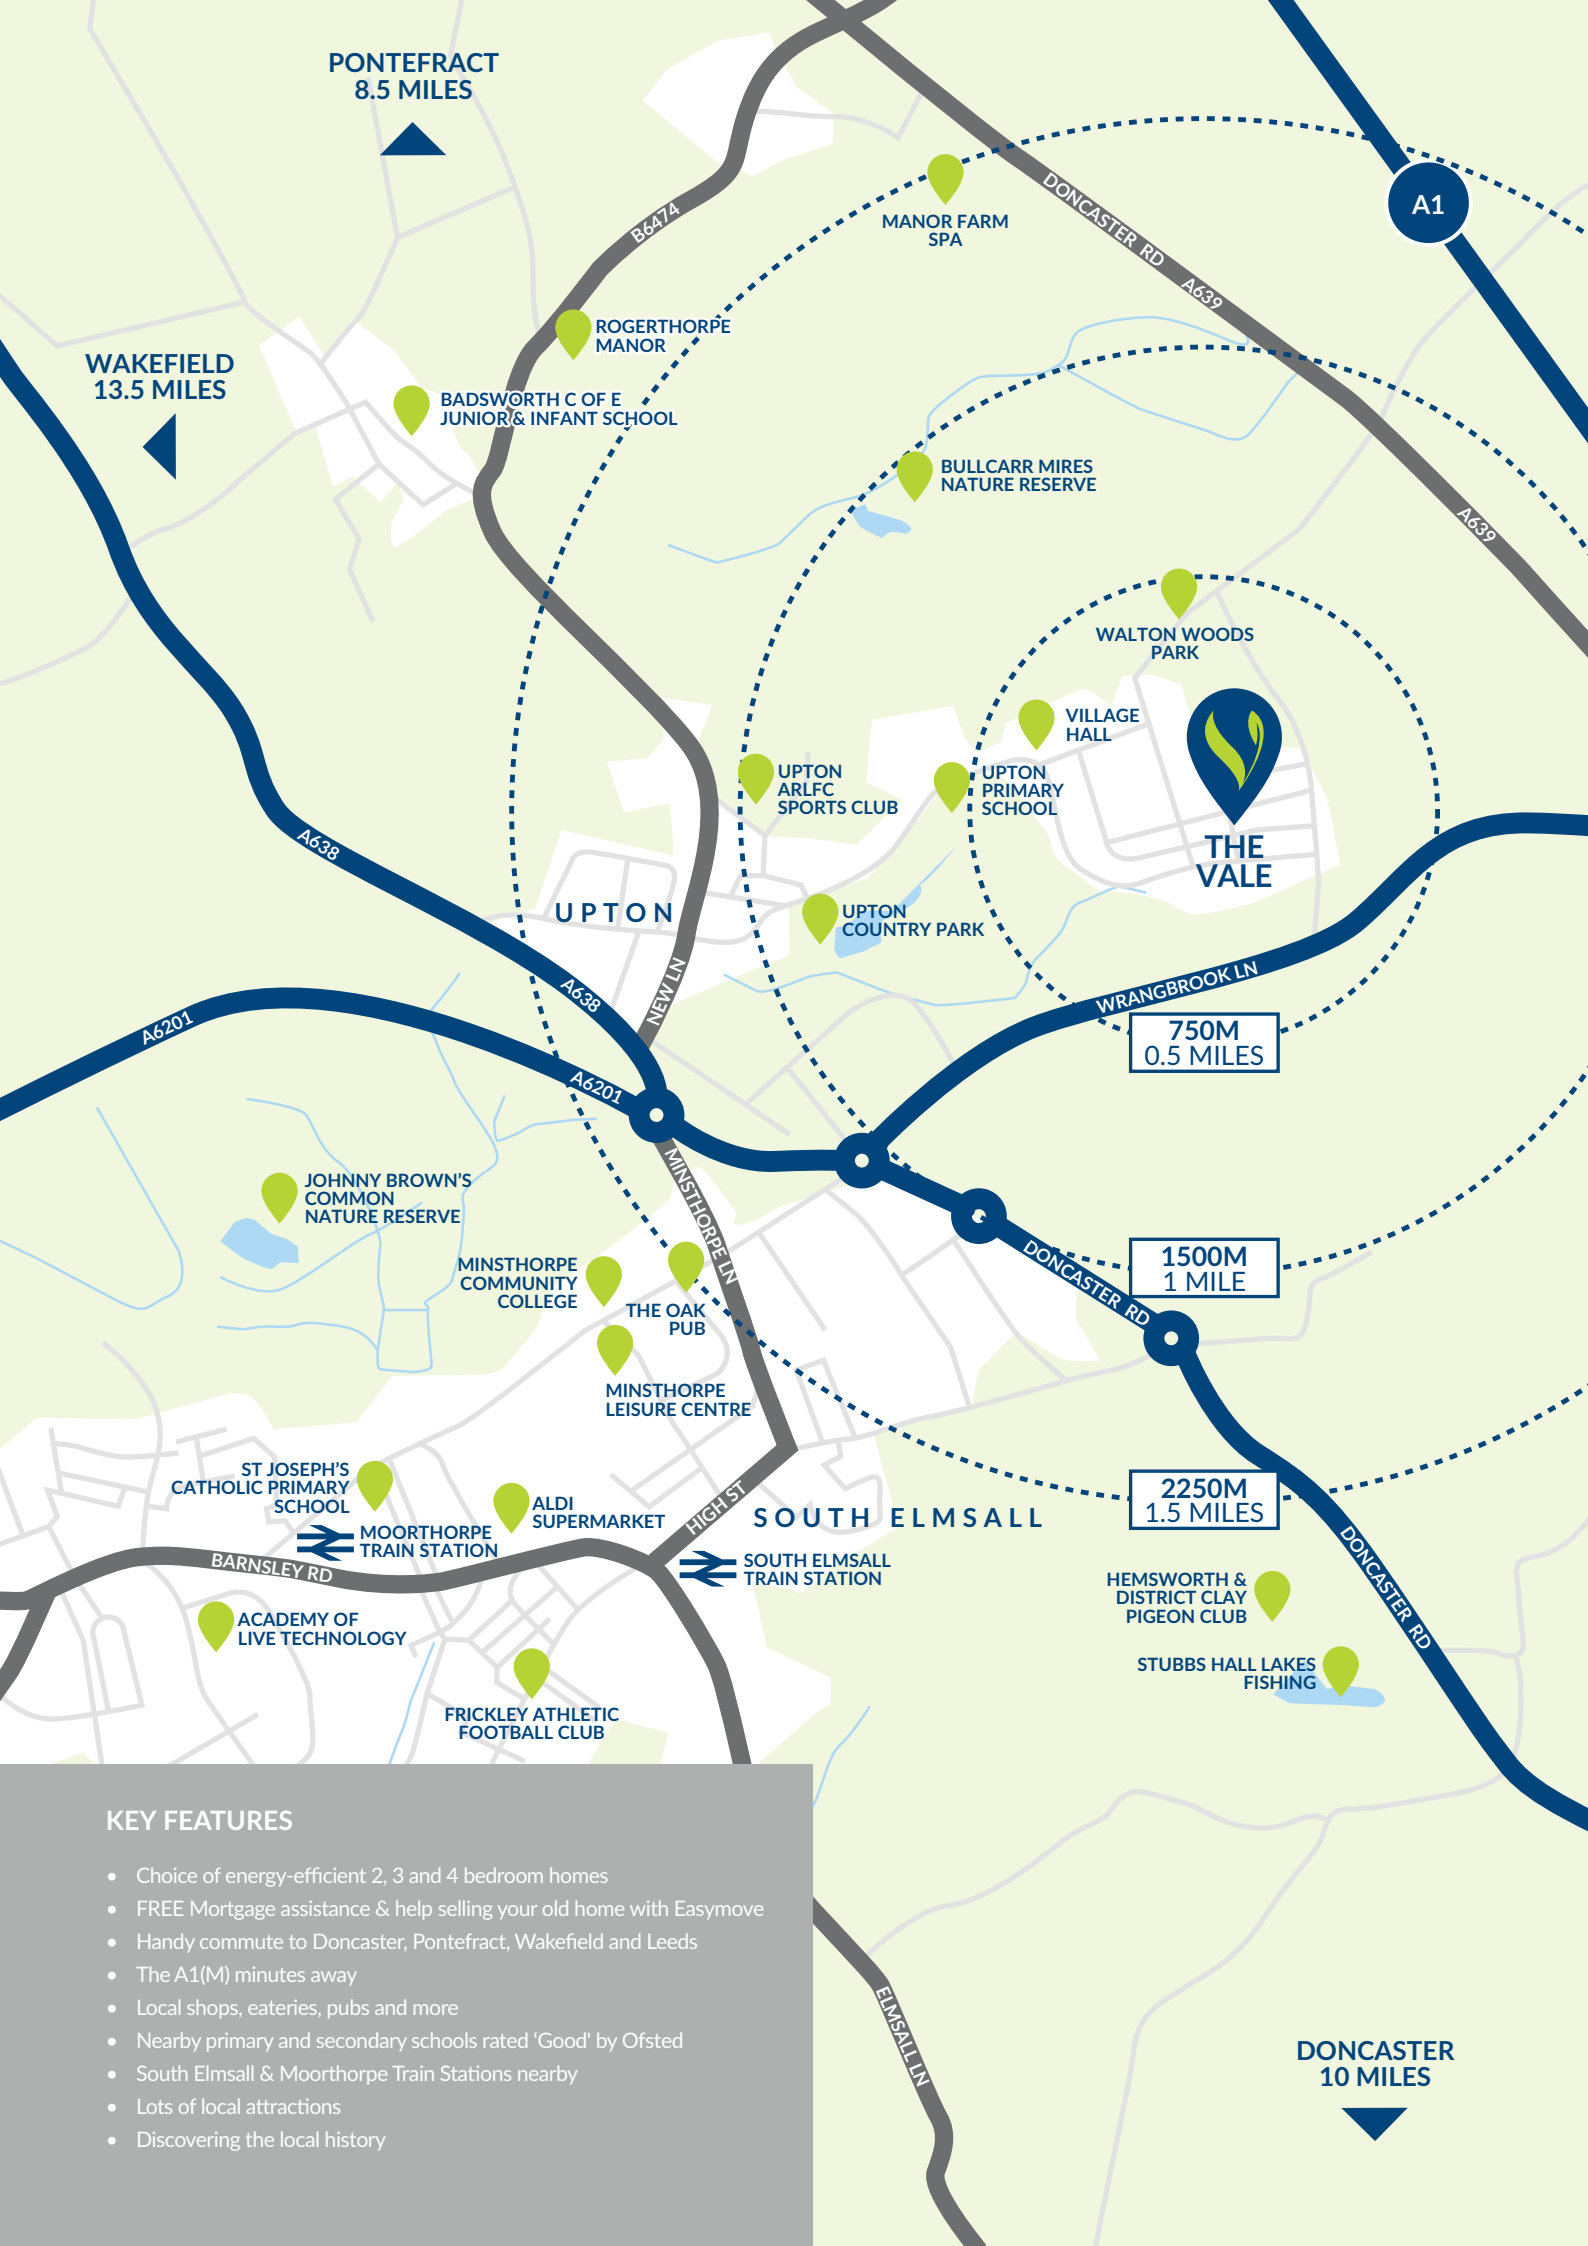 PONTEFRACT
8.5 MILES
A1
DONCASTER RD
A639
MANOR FARM
SPA
B6474
ROGERTHORPE
MANOR
WAKEFIELD
13.5 MILES
BADSWORTH C OF E
JUNIOR & INFANT SCHOOL
BULLCARR MIRES
NATURE RESERVE
A639
WALTON WOODS
PARK
VILLAGE
HALL
UPTON
ARLFC
SPORTS CLUB
UPTON
PRIMARY
SCHOOL
THE
VALE
A638
UPTON
UPTON
COUNTRY PARK
A638
NEW LN
WRANGBROOK LN
A6201
750M
0.5 MILES
A6201
MINSTHORPE LN
JOHNNY BROWN'S
COMMON
NATURE RESERVE
MINSTHORPE
COMMUNITY
COLLEGE
THE OAK
PUB
DONCASTER RD
1500M
1 MILE
MINSTHORPE
LEISURE CENTRE
ST JOSEPH'S
CATHOLIC PRIMARY
SCHOOL
ALDI
SUPERMARKET
HIGH ST
SOUTH ELMSALL
2250M
1.5 MILES
MOORTHORPE
TRAIN STATION
BARNSLEY RD
SOUTH ELMSALL
TRAIN STATION
DONCASTER RD
HEMSWORTH &
DISTRICT CLAY
PIGEON CLUB
ACADEMY OF
LIVE TECHNOLOGY
STUBBS HALL LAKES
FISHING
FRICKLEY ATHLETIC
FOOTBALL CLUB
KEY FEATURES
• Choice of energy-efficient 2, 3 and 4 bedroom homes
• FREE Mortgage assistance & help selling your old home with Easymove
• Handy commute to Doncaster, Pontefract, Wakefield and Leeds
• The A1(M) minutes away
• Local shops, eateries, pubs and more
• Nearby primary and secondary schools rated ‘Good' by Ofsted
• South Elmsall & Moorthorpe Train Stations nearby
• Lots of local attractions
• Discovering the local history
ELMSALL LN
DONCASTER
10 MILES